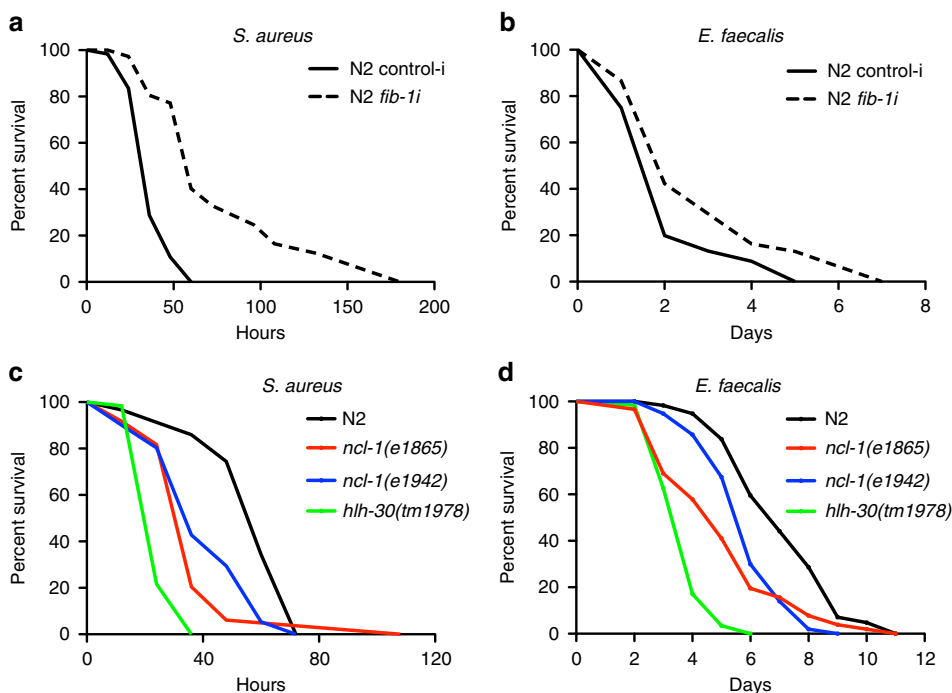 a
S. aureus
N2 control-i
N2 fib-1i
Percent survival
100
80
60
40
20
0
0 50 100 150 200
Hours
b
E. faecalis
N2 control-i
N2 fib-1i
Percent survival
100
80
60
40
20
0
0 2 4 6 8
Days
c
S. aureus
N2
ncl-1(e1865)
ncl-1(e1942)
hlh-30(tm1978)
Percent survival
100
80
60
40
20
0
0 40 80 120
Hours
d
E. faecalis
N2
ncl-1(e1865)
ncl-1(e1942)
hlh-30(tm1978)
Percent survival
100
80
60
40
20
0
0 2 4 6 8 10 12
Days